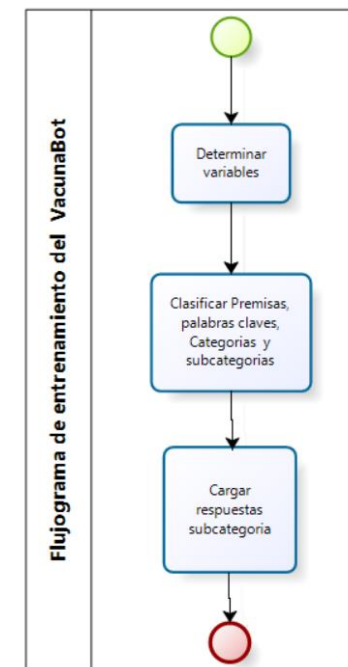 Flujograma de entrenamiento del VacunaBot
Determinar
variables
Clasificar Premisas,
palabras claves,
Categorias y
subcategorias
Cargar
respuestas
subcategoria